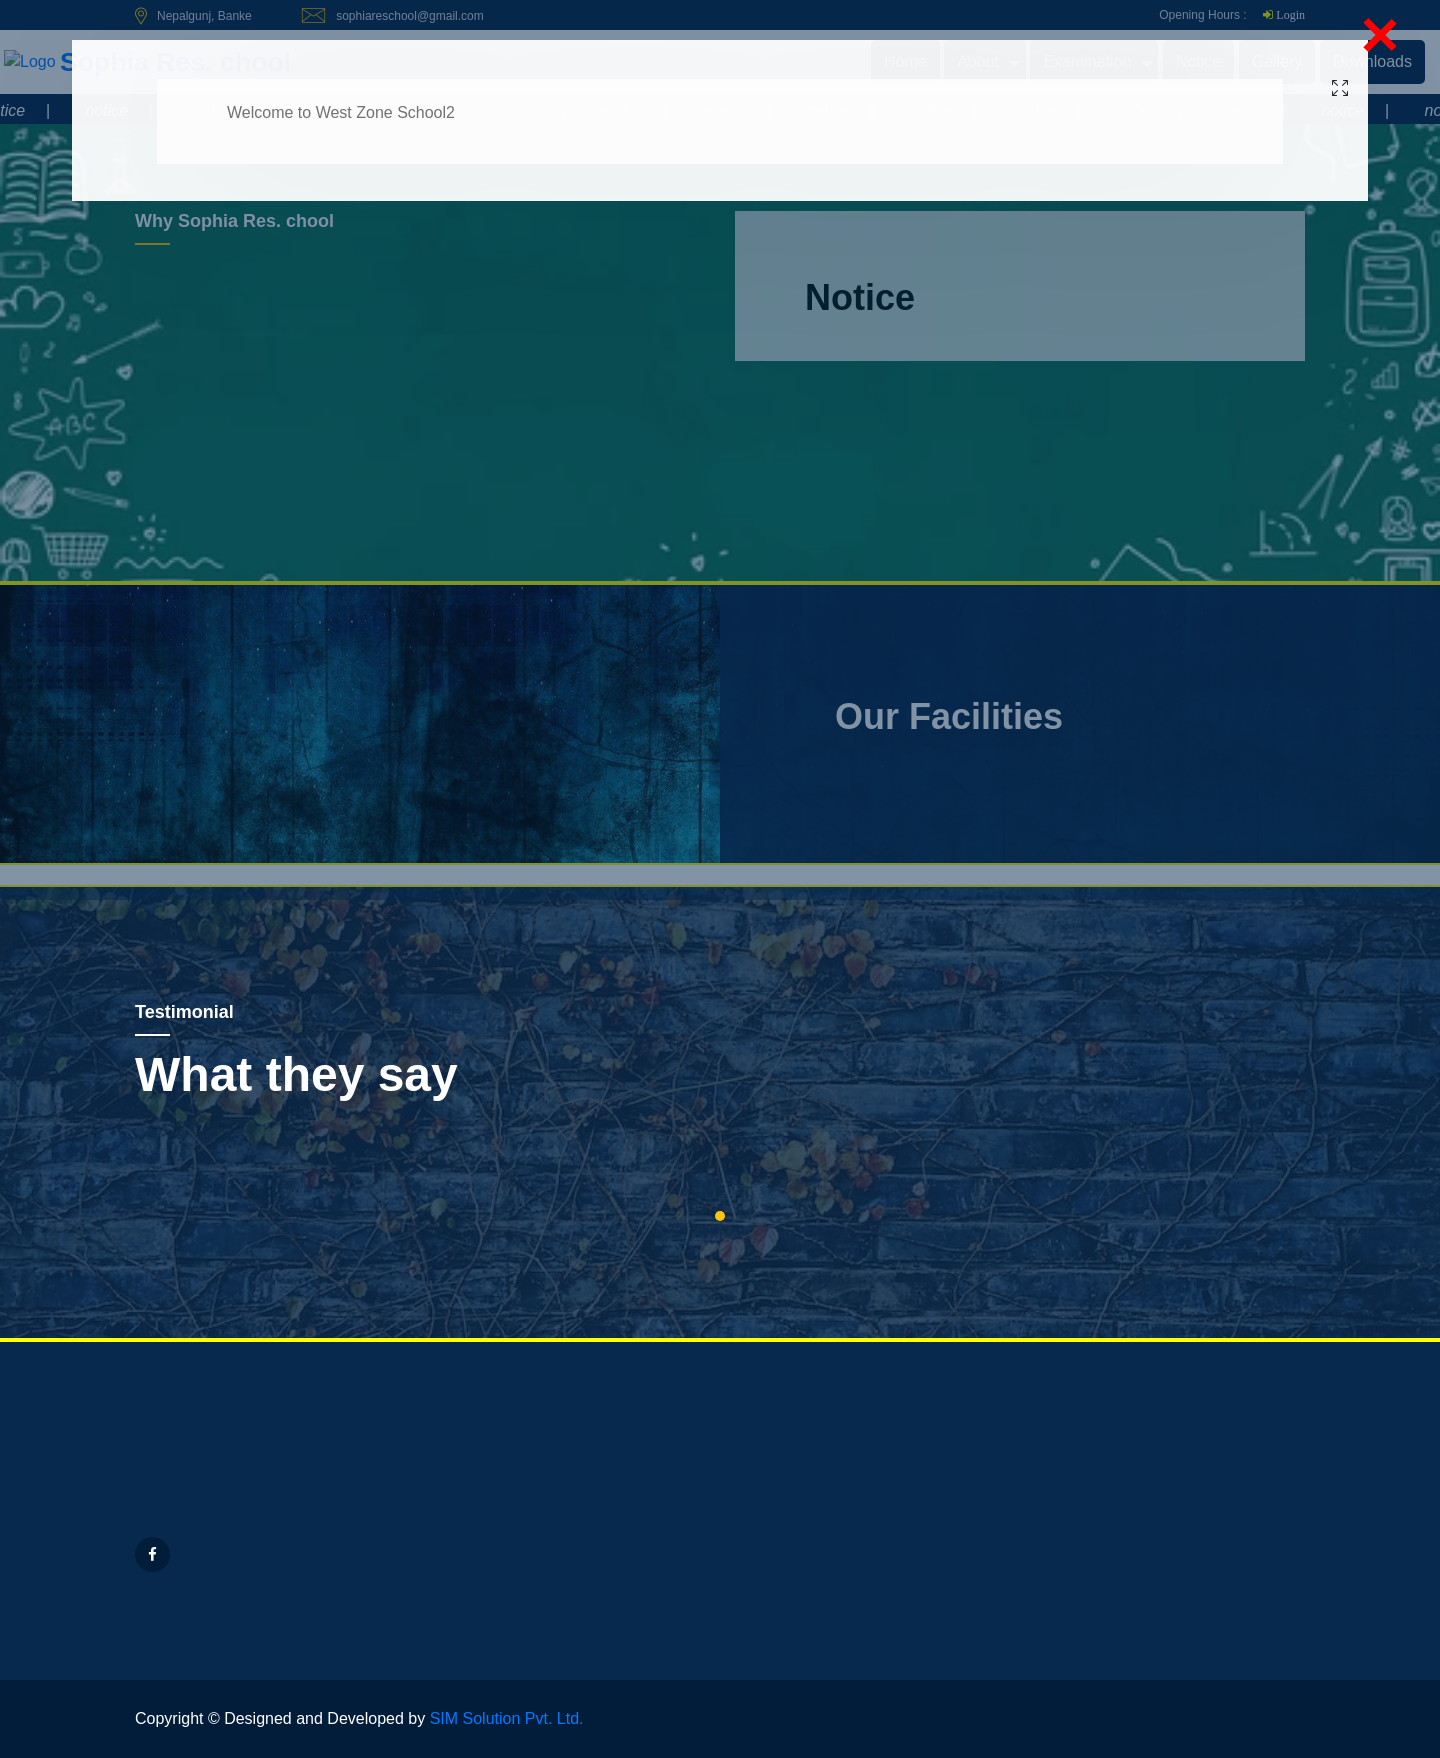 Nepalgunj, Banke
sophiareschool@gmail.com
Opening Hours :
Login
Logo
Sophia Res. chool
Home
About
Examination
Notice
Gallery
Downloads
tice | notice
notice | no
Welcome to West Zone School2
Why Sophia Res. chool
Notice
ABC
Our Facilities
Testimonial
What they say
Copyright © Designed and Developed by SIM Solution Pvt. Ltd.